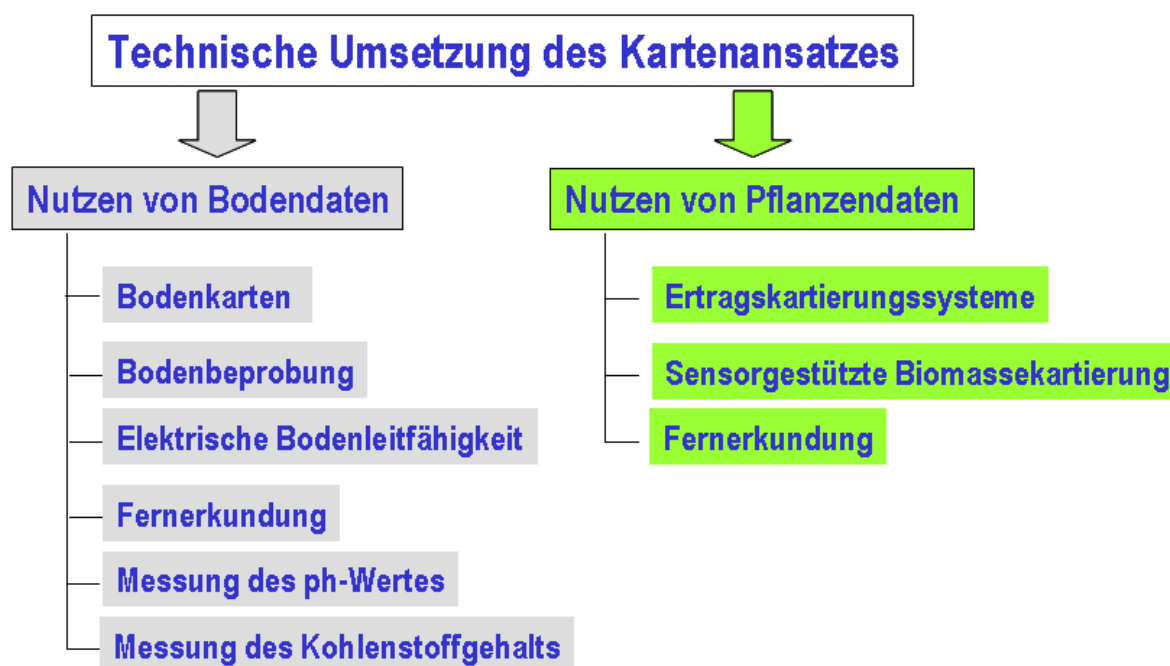 Technische Umsetzung des Kartenansatzes
Nutzen von Bodendaten
Bodenkarten
Bodenbeprobung
Elektrische Bodenleitfähigkeit
Fernerkundung
Messung des ph-Wertes
Messung des Kohlenstoffgehalts
Nutzen von Pflanzendaten
Ertragskartierungssysteme
Sensorgestützte Biomassekartierung
Fernerkundung